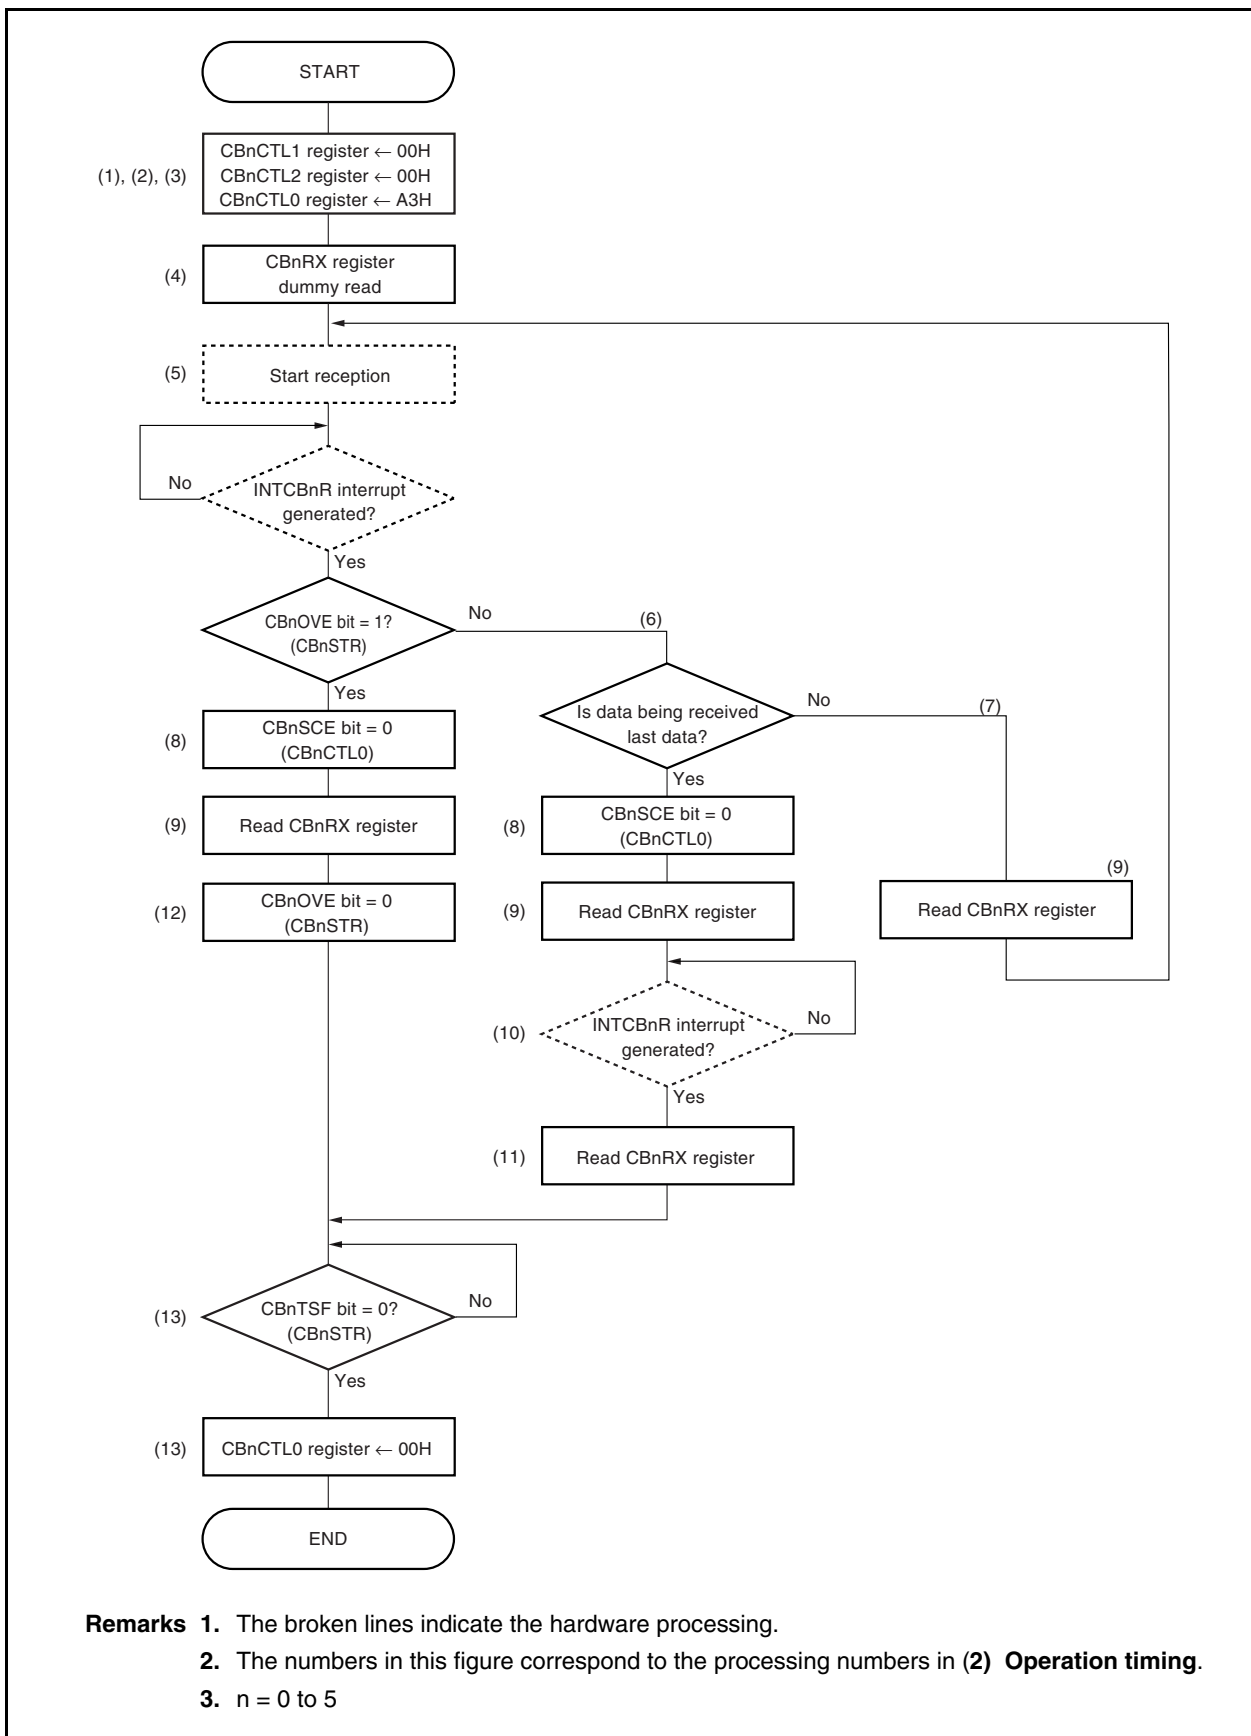 START
(1), (2), (3)
CBnCTL1 register ← 00H
CBnCTL2 register ← 00H
CBnCTL0 register ← A3H
(4)
CBnRX register
dummy read
(5)
Start reception
No
INTCBnR interrupt
generated?
Yes
CBnOVE bit = 1?
(CBnSTR)
No
(6)
Yes
Is data being received
last data?
No
(7)
Yes
(8)
CBnSCE bit = 0
(CBnCTL0)
(8)
CBnSCE bit = 0
(CBnCTL0)
(9)
Read CBnRX register
(9)
Read CBnRX register
(9)
Read CBnRX register
(12)
CBnOVE bit = 0
(CBnSTR)
(10)
INTCBnR interrupt
generated?
No
Yes
(11)
Read CBnRX register
(13)
CBnTSF bit = 0?
(CBnSTR)
No
Yes
(13)
CBnCTL0 register ← 00H
END
Remarks 1. The broken lines indicate the hardware processing.
2. The numbers in this figure correspond to the processing numbers in (2) Operation timing.
3. n = 0 to 5